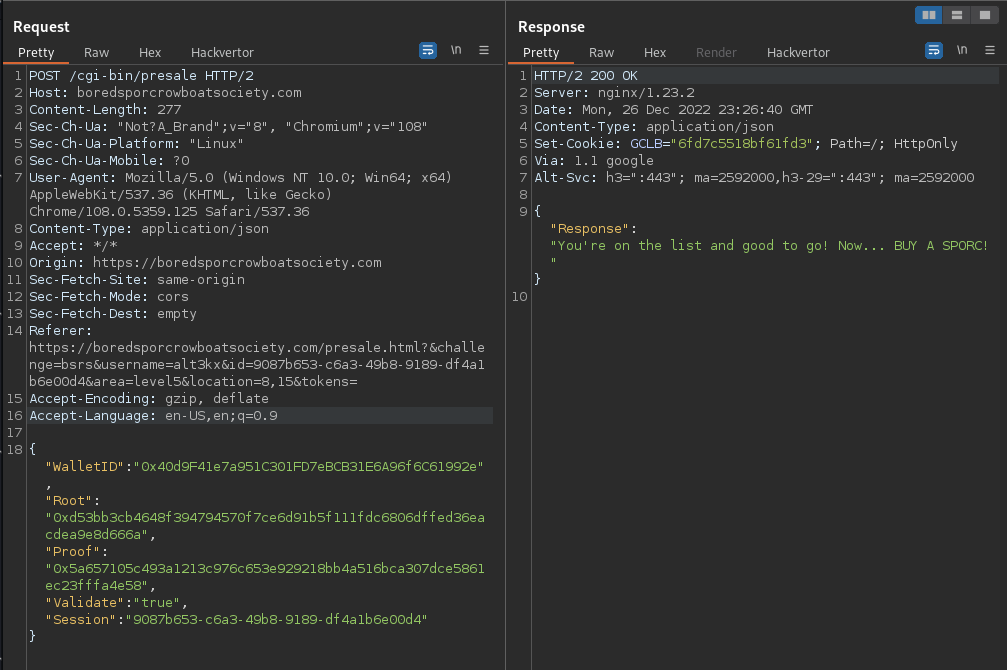 Request
Pretty Raw Hex Hackvertor \n
1 POST /cgi-bin/presale HTTP/2
2 Host: boredsporcrowboatsociety.com
3 Content-Length: 277
4 Sec-Ch-Ua: "Not?A_Brand";v="8", "Chromium";v="108"
5 Sec-Ch-Ua-Platform: "Linux"
6 Sec-Ch-Ua-Mobile: ?0
7 User-Agent: Mozilla/5.0 (Windows NT 10.0; Win64; x64)
AppleWebKit/537.36 (KHTML, like Gecko)
Chrome/108.0.5359.125 Safari/537.36
8 Content-Type: application/json
9 Accept: */*
10 Origin: https://boredsporcrowboatsociety.com
11 Sec-Fetch-Site: same-origin
12 Sec-Fetch-Mode: cors
13 Sec-Fetch-Dest: empty
14 Referer:
https://boredsporcrowboatsociety.com/presale.html?&challe
nge=bsrs&username=alt3kx&id=9087b653-c6a3-49b8-9189-df4a1
b6e00d4&area=level5&location=8,15&tokens=
15 Accept-Encoding: gzip, deflate
16 Accept-Language: en-US,en;q=0.9
17
18 {
"WalletID":"0x40d9F41e7a951C301FD7eBCB31E6A96f6C61992e"
,
"Root":
"0xd53bb3cb4648f394794570f7ce6d91b5f111fdc6806dffed36ea
cdea9e8d666a",
"Proof":
"0x5a657105c493a1213c976c653e929218bb4a516bca307dce5861
ec23fffa4e58",
"Validate":"true",
"Session":"9087b653-c6a3-49b8-9189-df4a1b6e00d4"
}
Response
Pretty Raw Hex Render Hackvertor \n
1 HTTP/2 200 OK
2 Server: nginx/1.23.2
3 Date: Mon, 26 Dec 2022 23:26:40 GMT
4 Content-Type: application/json
5 Set-Cookie: GCLB="6fd7c5518bf61fd3"; Path=/; HttpOnly
6 Via: 1.1 google
7 Alt-Svc: h3=":443"; ma=2592000,h3-29=":443"; ma=2592000
8
9 {
"Response":
"You're on the list and good to go! Now... BUY A SPORC!
"
}
10